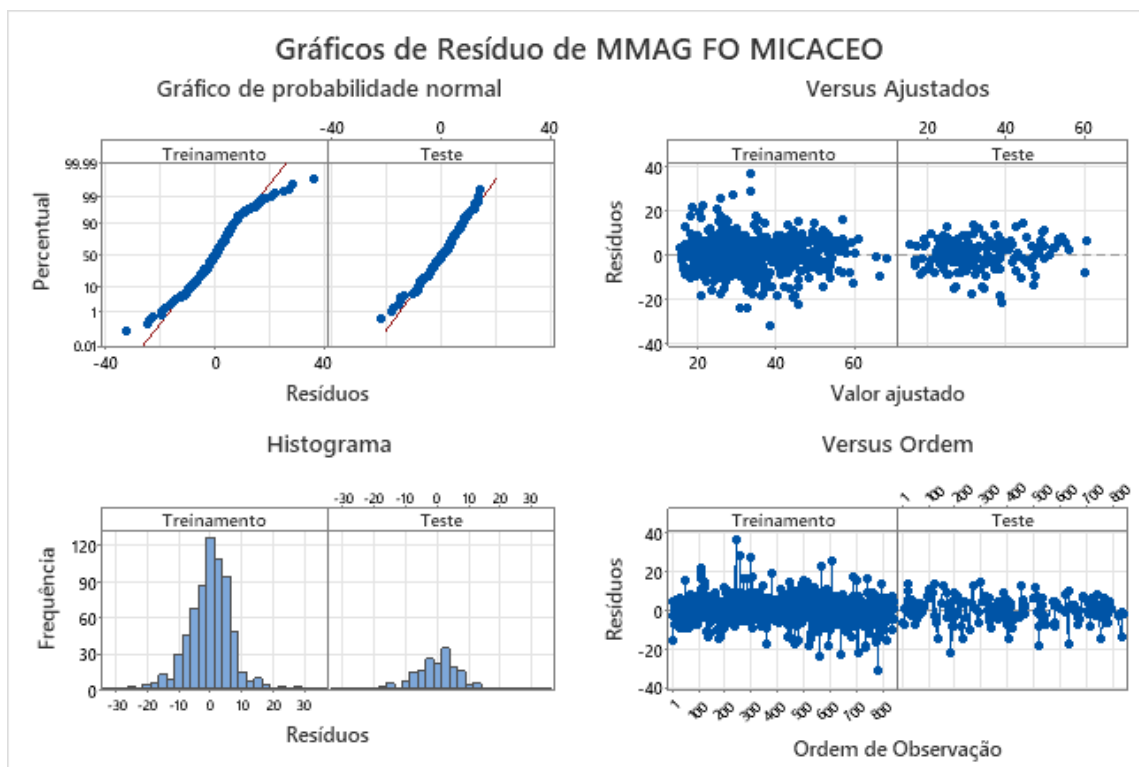 Gráficos de Resíduo de MMAG FO MICACEO
Gráfico de probabilidade normal
-40 0 40
Treinamento Teste
99.99
99
90
50
10
1
0.01
Percentual
-40 0 40
Resíduos
Versus Ajustados
20 40 60
Treinamento Teste
40
20
0
-20
-40
Resíduos
20 40 60
Valor ajustado
Histograma
-30 -20 -10 0 10 20 30
Treinamento Teste
120
90
60
30
0
Frequência
-30 -20 -10 0 10 20 30
Resíduos
Versus Ordem
1 100 200 300 400 500 600 700 800
Treinamento Teste
40
20
0
-20
-40
Resíduos
1 100 200 300 400 500 600 700 800
Ordem de Observação